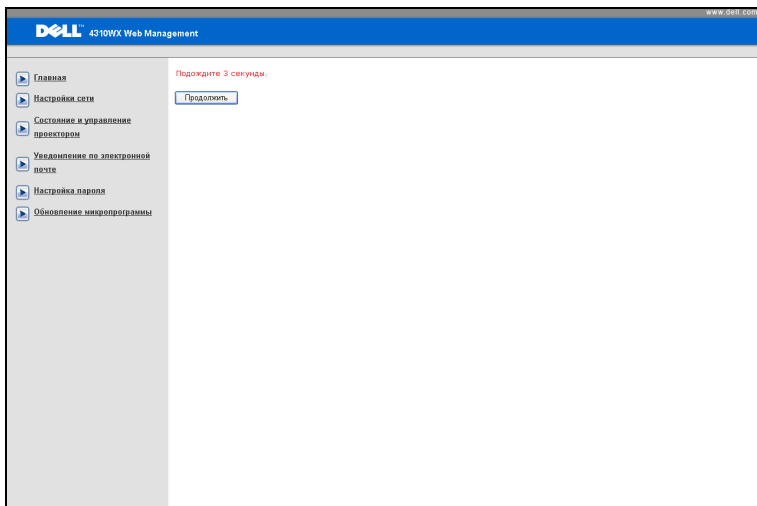 www.dell.com
DELL™ 4310WX Web Management
Главная
Настройки сети
Состояние и управление
проектором
Уведомление по электронной
почте
Настройка пароля
Обновление микропрограммы
Подождите 3 секунды.
Продолжить